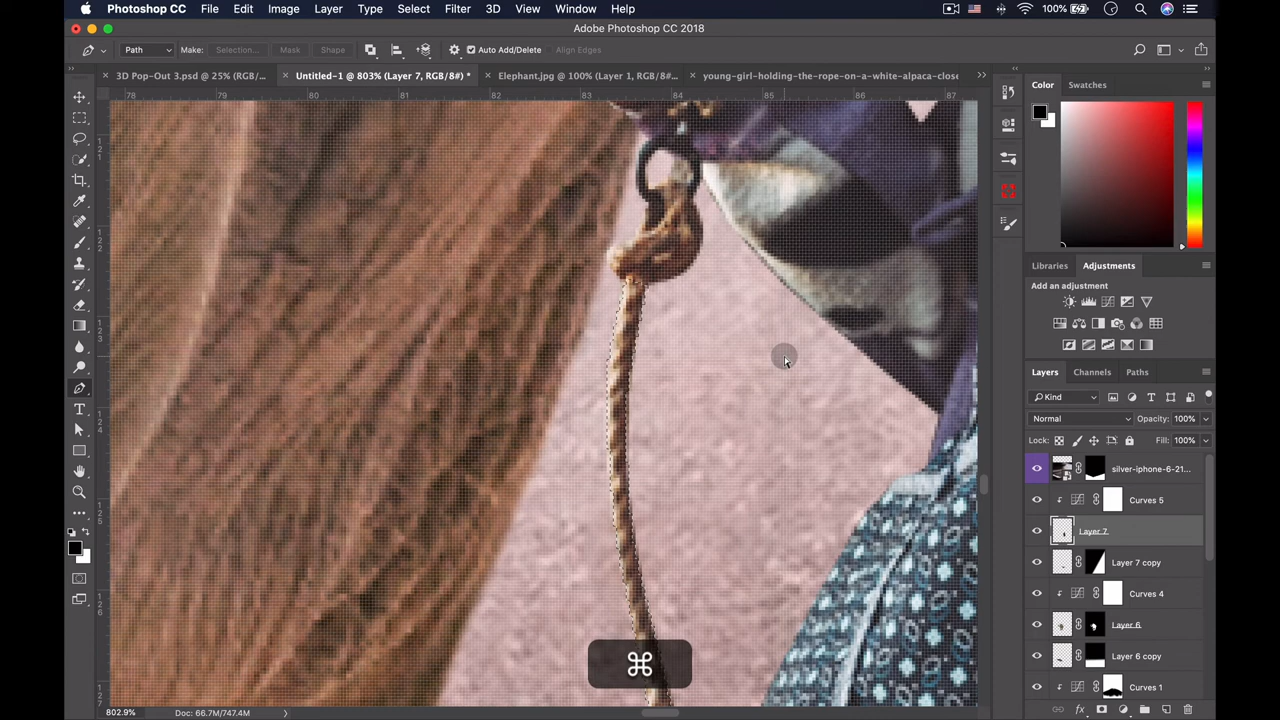 Photoshop CC File Edit Image Layer Type Select Filter 3D View Window Help 100%
Adobe Photoshop CC 2018
Path Make: Selection... Mask Shape Auto Add/Delete Align Edges
3D Pop-Out 3.psd @ 25% (RGB/... Untitled-1 @ 803% (Layer 7, RGB/8#) * Elephant.jpg @ 100% (Layer 1, RGB/8#... young-girl-holding-the-rope-on-a-white-alpaca-close
78 79 80 81 82 83 84 85 86 87
Color Swatches
Libraries Adjustments
Add an adjustment
Layers Channels Paths
Kind
Normal Opacity: 100%
Lock: Fill: 100%
silver-iphone-6-21...
Curves 5
Layer 7
Layer 7 copy
Curves 4
Layer 6
Layer 6 copy
Curves 1
⌘
802.9% Doc: 66.7M/747.4M